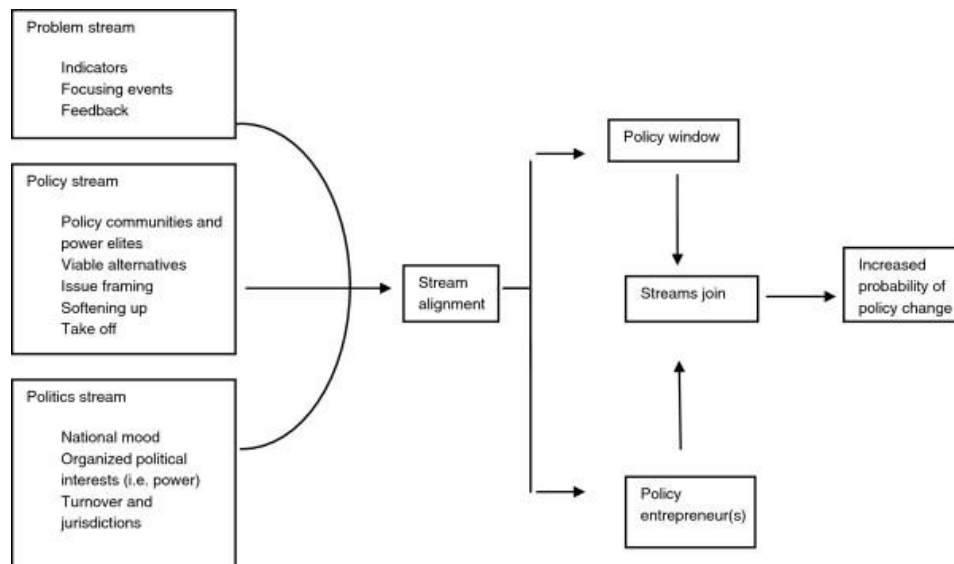 Problem stream
Indicators
Focusing events
Feedback
Policy stream
Policy communities and
power elites
Viable alternatives
Issue framing
Softening up
Take off
Politics stream
National mood
Organized political
interests (i.e. power)
Turnover and
jurisdictions
Stream
alignment
Policy window
Streams join
Policy
entrepreneur(s)
Increased
probability of
policy change